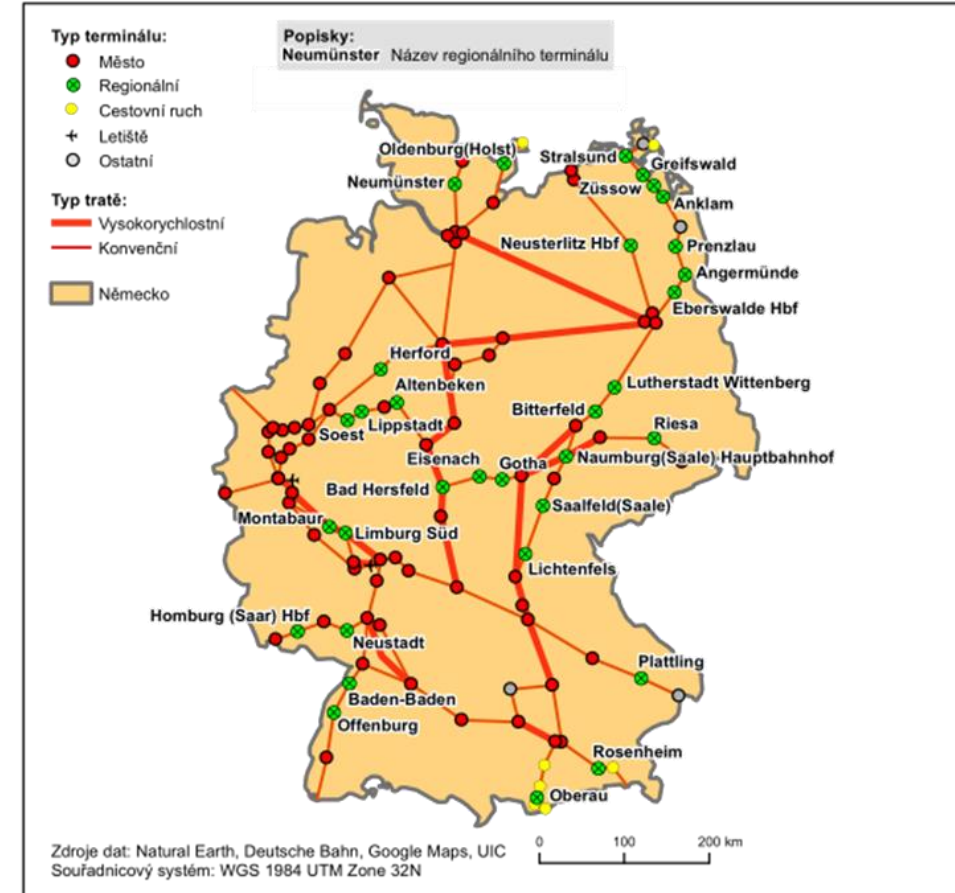 Typ terminálu:
Město
Regionální
Cestovní ruch
Letiště
Ostatní
Typ tratě:
Vysokorychlostní
Konvenční
Německo
Popisky:
Neumünster Název regionálního terminálu
Oldenburg(Holst)
Stralsund
Greifswald
Neumünster
Züssow
Anklam
Neusterlitz Hbf
Prenzlau
Angermünde
Eberswalde Hbf
Herford
Altenbeken
Lutherstadt Wittenberg
Bitterfeld
Lippstadt
Riesa
Soest
Eisenach
Gotha
Naumburg(Saale) Hauptbahnhof
Bad Hersfeld
Saalfeld(Saale)
Montabaur
Limburg Süd
Lichtenfels
Homburg (Saar) Hbf
Neustadt
Plattling
Baden-Baden
Offenburg
Rosenheim
Oberau
0 100 200 km
Zdroje dat: Natural Earth, Deutsche Bahn, Google Maps, UIC
Souřadnicový systém: WGS 1984 UTM Zone 32N